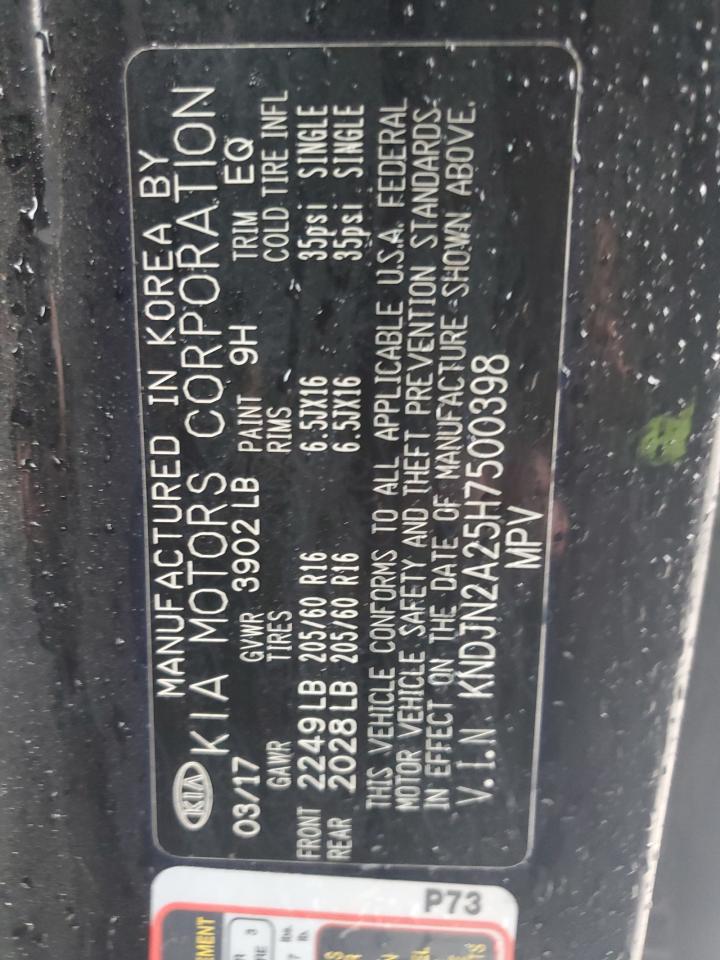 MANUFACTURED IN KOREA BY
KIA KIA MOTORS CORPORATION
03/17 GVWR 3902 LB PAINT 9H TRIM EQ
GAWR TIRES RIMS COLD TIRE INFL
FRONT 2249 LB 205/60 R16 6.5JX16 35psi SINGLE
REAR 2028 LB 205/60 R16 6.5JX16 35psi SINGLE
THIS VEHICLE CONFORMS TO ALL APPLICABLE U.S.A. FEDERAL
MOTOR VEHICLE SAFETY AND THEFT PREVENTION STANDARDS
IN EFFECT ON THE DATE OF MANUFACTURE SHOWN ABOVE.
V.I.N KNDJN2A25H7500398
MPV
P73